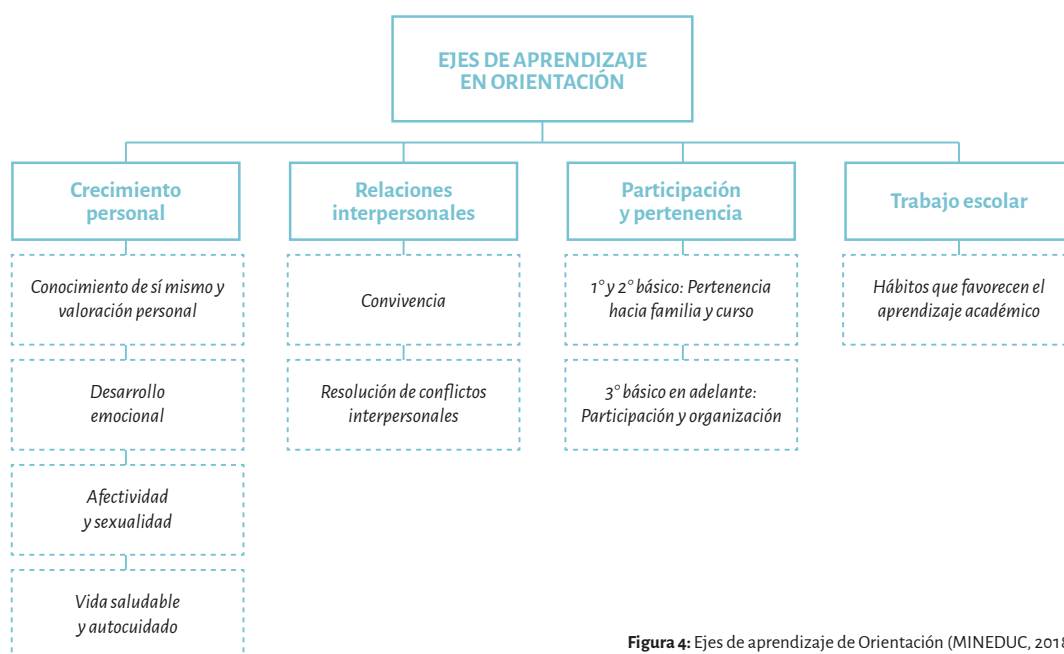 EJES DE APRENDIZAJE
EN ORIENTACIÓN
Crecimiento
personal
Conocimiento de sí mismo y
valoración personal
Desarrollo
emocional
Afectividad
y sexualidad
Vida saludable
y autocuidado
Relaciones
interpersonales
Convivencia
Resolución de conflictos
interpersonales
Participación
y pertenencia
1° y 2° básico: Pertenencia
hacia familia y curso
3° básico en adelante:
Participación y organización
Trabajo escolar
Hábitos que favorecen el
aprendizaje académico
Figura 4: Ejes de aprendizaje de Orientación (MINEDUC, 2018